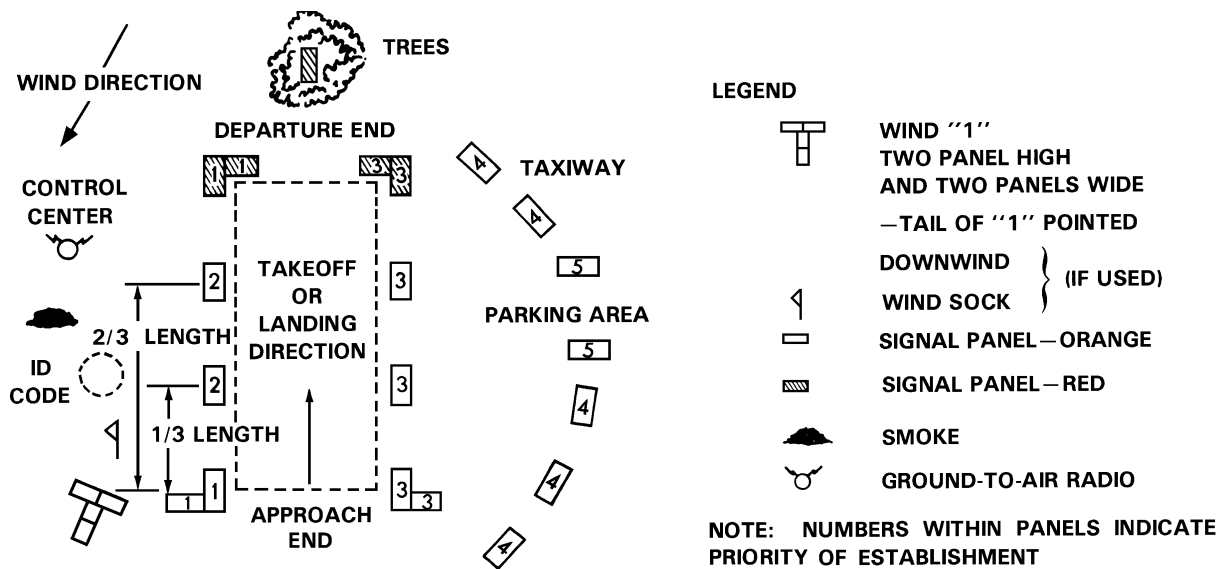 TREES
WIND DIRECTION
DEPARTURE END
1 1 3 3
4
TAXIWAY
CONTROL
CENTER
4
2
TAKEOFF
OR
LANDING
DIRECTION
3
5
PARKING AREA
2/3 LENGTH
5
ID
CODE
2
3
4
1/3 LENGTH
1 1
3 3
4
APPROACH
END
4
LEGEND
WIND "1"
TWO PANEL HIGH
AND TWO PANELS WIDE
—TAIL OF "1" POINTED
DOWNWIND
(IF USED)
WIND SOCK
SIGNAL PANEL—ORANGE
SIGNAL PANEL—RED
SMOKE
GROUND-TO-AIR RADIO
NOTE: NUMBERS WITHIN PANELS INDICATE
PRIORITY OF ESTABLISHMENT